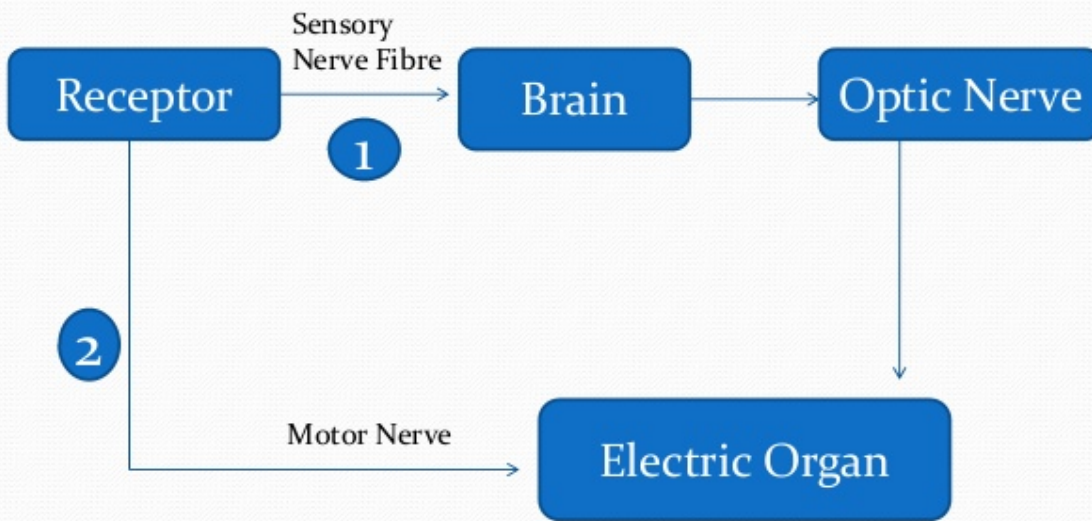 Sensory
Nerve Fibre
Receptor
Brain
Optic Nerve
1
2
Motor Nerve
Electric Organ